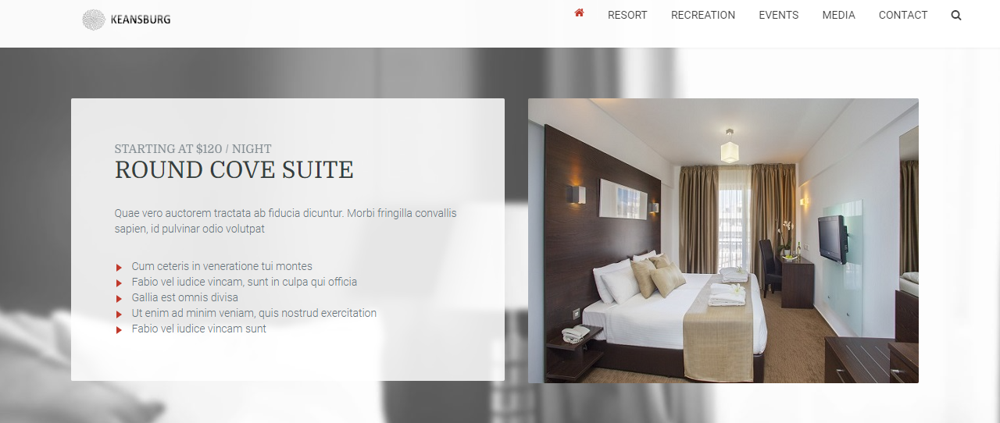 KEANSBURG
RESORT RECREATION EVENTS MEDIA CONTACT
STARTING AT $120 / NIGHT
ROUND COVE SUITE
Quae vero auctorem tractata ab fiducia dicuntur. Morbi fringilla convallis
sapien, id pulvinar odio volutpat
Cum ceteris in veneratione tui montes
Fabio vel iudice vincam, sunt in culpa qui officia
Gallia est omnis divisa
Ut enim ad minim veniam, quis nostrud exercitation
Fabio vel iudice vincam sunt